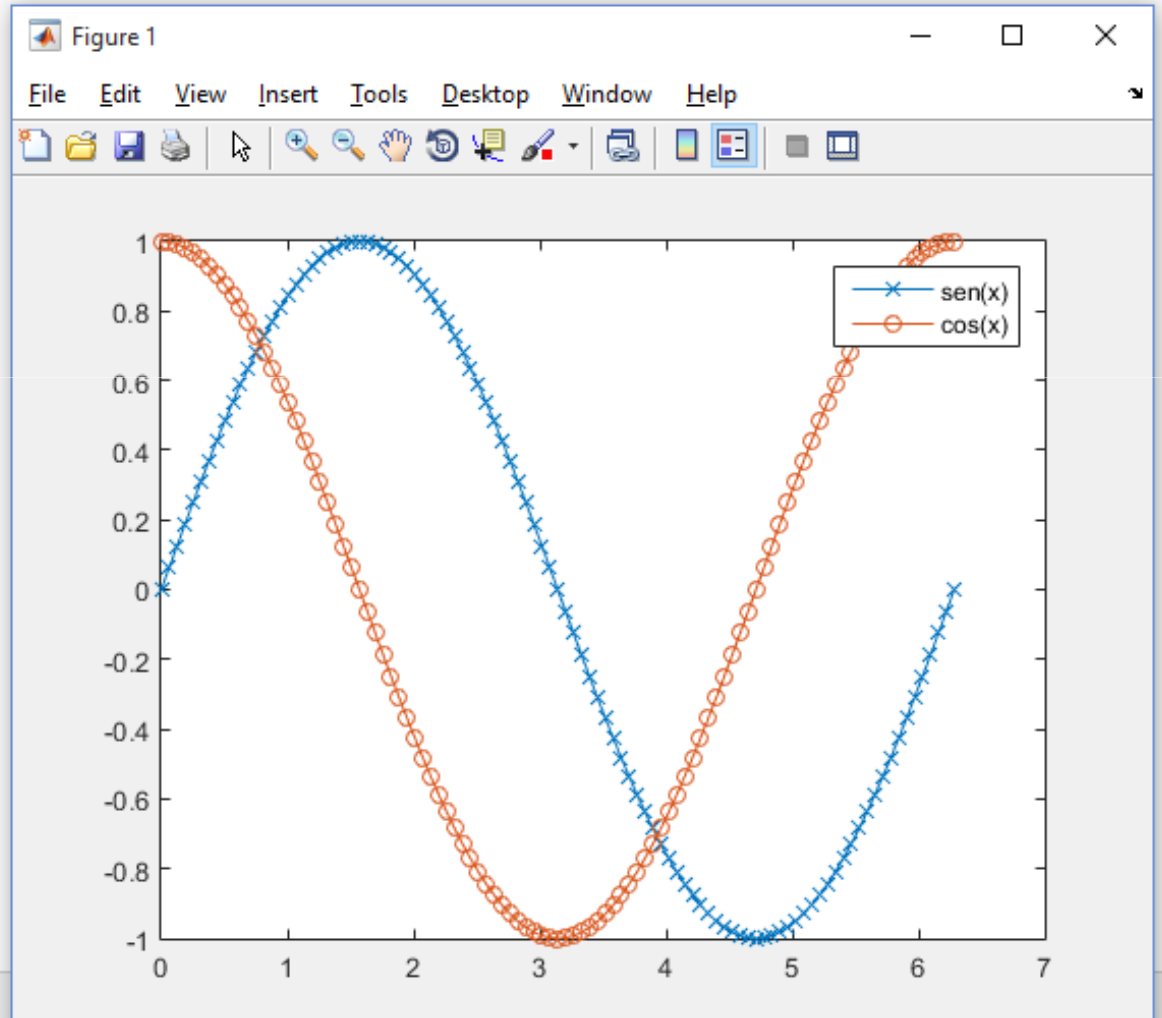 Figure 1
File Edit View Insert Tools Desktop Window Help
1
0.8
0.6
0.4
0.2
0
-0.2
-0.4
-0.6
-0.8
-1
0 1 2 3 4 5 6 7
sen(x)
cos(x)